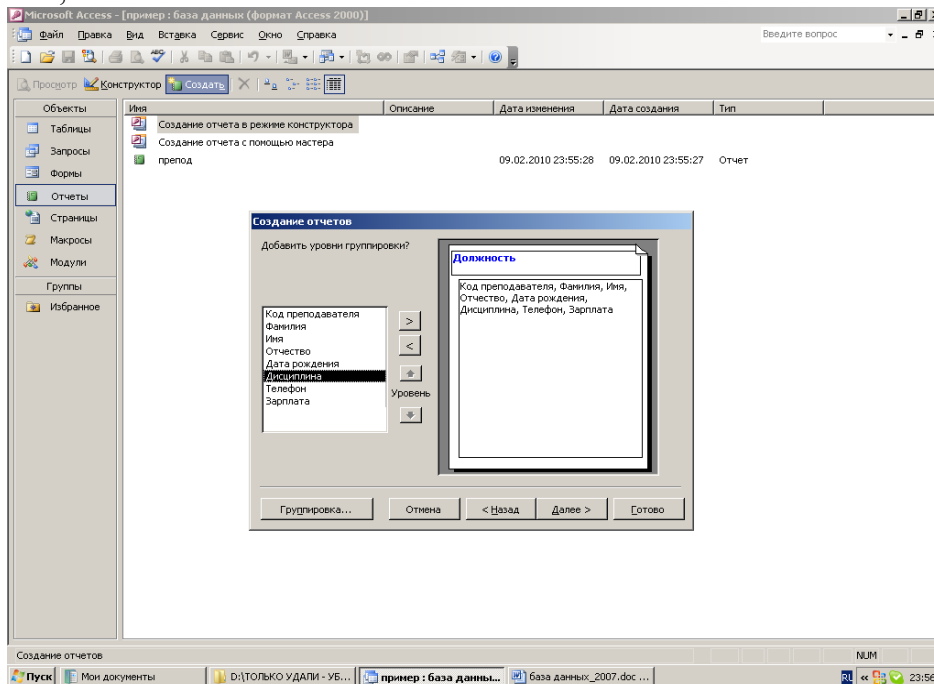 Microsoft Access - [пример : база данных (формат Access 2000)]
Файл Правка Вид Вставка Сервис Окно Справка Введите вопрос
Просмотр Конструктор Создать
Объекты
Таблицы
Запросы
Формы
Отчеты
Страницы
Макросы
Модули
Группы
Избранное
Имя Описание Дата изменения Дата создания Тип
Создание отчета в режиме конструктора
Создание отчета с помощью мастера
препод 09.02.2010 23:55:28 09.02.2010 23:55:27 Отчет
Создание отчетов
Добавить уровни группировки?
Код преподавателя
Фамилия
Имя
Отчество
Дата рождения
Дисциплина
Телефон
Зарплата
>
<
Уровень
Должность
Код преподавателя, Фамилия, Имя,
Отчество, Дата рождения,
Дисциплина, Телефон, Зарплата
Группировка... Отмена < Назад Далее > Готово
Создание отчетов NUM
Пуск Мои документы D:\ТОЛЬКО УДАЛИ - УБ... пример : база данны... база данных_2007.doc ... RU « 23:56